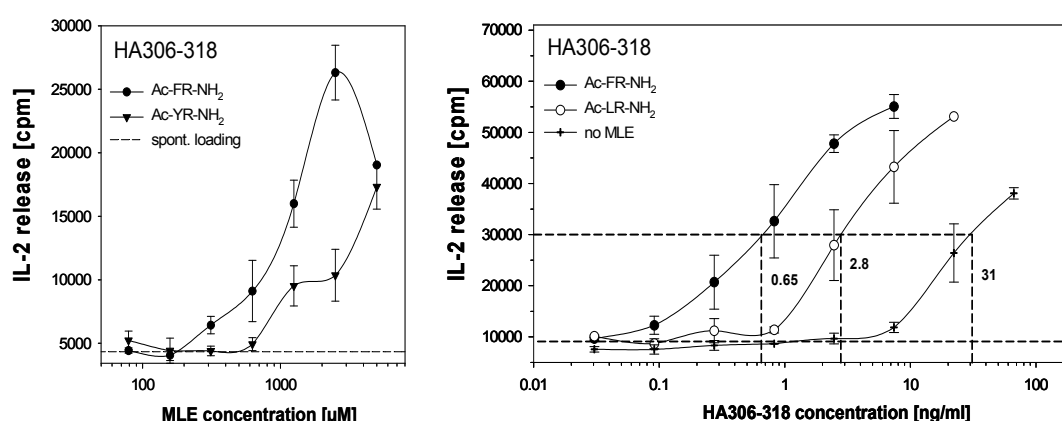 HA306-318
Ac-FR-NH2
Ac-YR-NH2
spont. loading
IL-2 release [cpm]
30000
25000
20000
15000
10000
5000
100
1000
MLE concentration [µM]
HA306-318
Ac-FR-NH2
Ac-LR-NH2
no MLE
IL-2 release [cpm]
70000
60000
50000
40000
30000
20000
10000
0.65
2.8
31
0.01
0.1
1
10
100
HA306-318 concentration [ng/ml]